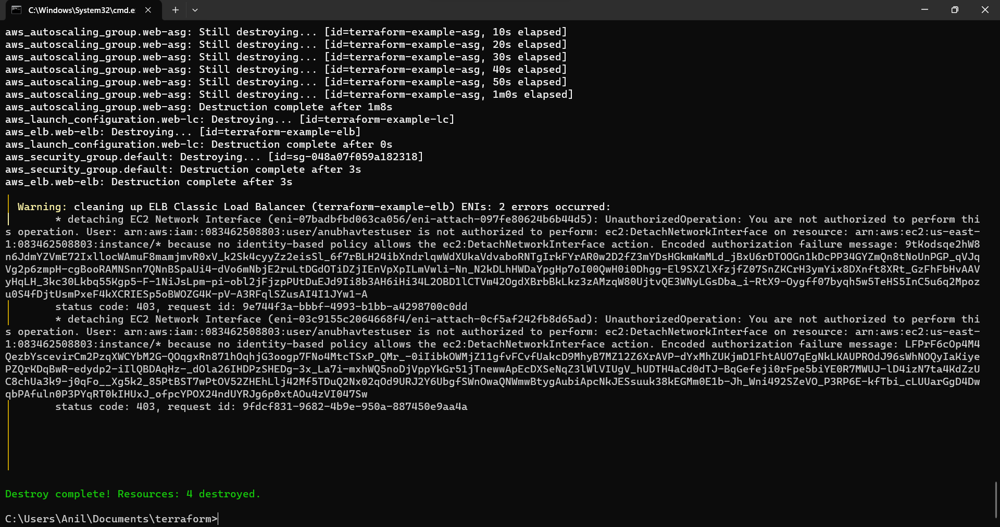 C:\Windows\System32\cmd.e
aws_autoscaling_group.web-asg: Still destroying... [id=terraform-example-asg, 10s elapsed]
aws_autoscaling_group.web-asg: Still destroying... [id=terraform-example-asg, 20s elapsed]
aws_autoscaling_group.web-asg: Still destroying... [id=terraform-example-asg, 30s elapsed]
aws_autoscaling_group.web-asg: Still destroying... [id=terraform-example-asg, 40s elapsed]
aws_autoscaling_group.web-asg: Still destroying... [id=terraform-example-asg, 50s elapsed]
aws_autoscaling_group.web-asg: Still destroying... [id=terraform-example-asg, 1m0s elapsed]
aws_autoscaling_group.web-asg: Destruction complete after 1m8s
aws_launch_configuration.web-lc: Destroying... [id=terraform-example-lc]
aws_elb.web-elb: Destroying... [id=terraform-example-elb]
aws_launch_configuration.web-lc: Destruction complete after 0s
aws_security_group.default: Destroying... [id=sg-048a07f059a182318]
aws_security_group.default: Destruction complete after 3s
aws_elb.web-elb: Destruction complete after 3s
Warning: cleaning up ELB Classic Load Balancer (terraform-example-elb) ENIs: 2 errors occurred:
* detaching EC2 Network Interface (eni-07badbfbd063ca056/eni-attach-097fe80624b6b44d5): UnauthorizedOperation: You are not authorized to perform thi
s operation. User: arn:aws:iam::083462508803:user/anubhavtestuser is not authorized to perform: ec2:DetachNetworkInterface on resource: arn:aws:ec2:us-east-
1:083462508803:instance/* because no identity-based policy allows the ec2:DetachNetworkInterface action. Encoded authorization failure message: 9tKodsqe2hW8
n6JdmYZVmE72IxllocWAmuF8mamjmvR0xV_k2Sk4cyyZz2eisSl_6f7rBLH24ibXndrlqwWdXUkaVdvaboRNTgIrkFYrAR0w2D2fZ3mYDsHGkmKmMLd_jBxU6rDTOOGn1kDcPP34GYZmQn8tNoUnPGP_qVJq
Vg2p6zmpH-cgBooRAMNSnn7QNnBSpaUi4-dVo6mNbjE2ruLtDGdOTiDZjIEnVpXpILmVwli-Nn_N2kDLhHWDaYpgHp7oI00QwH0i0Dhgg-El9SXZlXfzjfZ07SnZKCrH3ymYix8DXnft8XRt_GzFhFbHvAAV
yHqLH_3kc30Lkbq55Kgp5-F-1NiJsLpm-pi-obl2jFjzpPUtDuEJd9Ii8b3AH6iHi34L2OBD1lCTVm42OgdXBrbBkLkz3zAMzqW80UjtvQE3WNyLGsDba_i-RtX9-Oygff07byqh5w5TeHS5InC5u6q2Mpoz
u0S4fDjtUsmPxeF4kXCRIESp5oBWOZG4K-pV-A3RFqlSZusAI4I1JYw1-A
status code: 403, request id: 9e744f3a-bbbf-4993-b1bb-a4298700c0dd
* detaching EC2 Network Interface (eni-03c9155c2064668f4/eni-attach-0cf5af242fb8d65ad): UnauthorizedOperation: You are not authorized to perform thi
s operation. User: arn:aws:iam::083462508803:user/anubhavtestuser is not authorized to perform: ec2:DetachNetworkInterface on resource: arn:aws:ec2:us-east-
1:083462508803:instance/* because no identity-based policy allows the ec2:DetachNetworkInterface action. Encoded authorization failure message: LFPrF6cOp4M4
QezbYscevirCm2PzqXWCYbM2G-QOqgxRn871hOqhjG3oogp7FNo4MtcTSxP_QMr_-0iIibkOWMjZ11gfvFCvfUakcD9MhyB7MZ12Z6XrAVP-dYxMhZUKjmD1FhtAUO7qEgNkLKAUPROdJ96sWhNOQyIaKiye
PZQrKDqBwR-edydp2-iIlQBDAqHz-_dOla26IHDPzSHEDg-3x_La7i-mxhWQ5noDjVppYkGr51jTnewwApEcDXSeNqZ3lWlVIUgV_hUDTH4aCd0dTJ-BqGefeji0rFpe5biYE0R7MWUJ-lD4izN7ta4KdZzU
C8chUa3k9-j0qFo__Xg5k2_85PtBST7wPtOV52ZHEhLlj42Mf5TDuQ2Nx02qOd9URJ2Y6UbgfSWnOwaQNWmwBtygAubiApcNkJESsuuk38kEGMm0E1b-Jh_Wni492SZeVO_P3RP6E-kfTbi_cLUUarGgD4Dw
qbPAfuln0P3PYqRT0kIHUxJ_ofpcYPOX24ndUYRJg6p0xtAOu4zVI047Sw
status code: 403, request id: 9fdcf831-9682-4b9e-950a-887450e9aa4a
Destroy complete! Resources: 4 destroyed.
C:\Users\Anil\Documents\terraform>